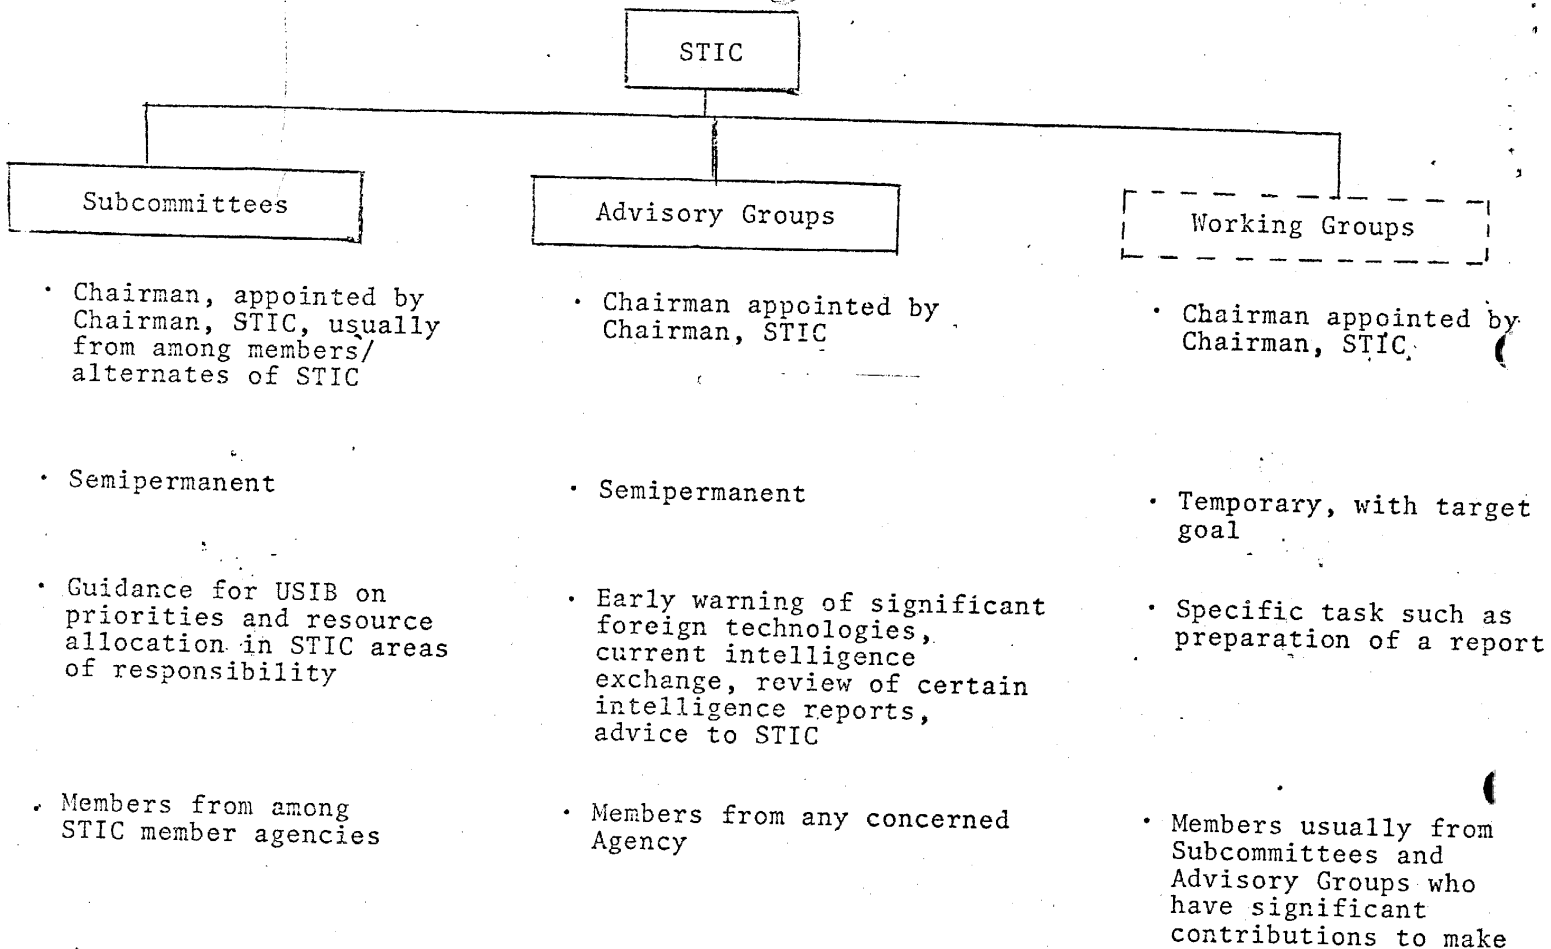 STIC
Subcommittees
Advisory Groups
Working Groups
· Chairman, appointed by
Chairman, STIC, usually
from among members/
alternates of STIC
· Semipermanent
· Guidance for USIB on
priorities and resource
allocation in STIC areas
of responsibility
· Members from among
STIC member agencies
· Chairman appointed by
Chairman, STIC
· Semipermanent
· Early warning of significant
foreign technologies,
current intelligence
exchange, review of certain
intelligence reports,
advice to STIC
· Members from any concerned
Agency
· Chairman appointed by
Chairman, STIC
· Temporary, with target
goal
· Specific task such as
preparation of a report
· Members usually from
Subcommittees and
Advisory Groups who
have significant
contributions to make